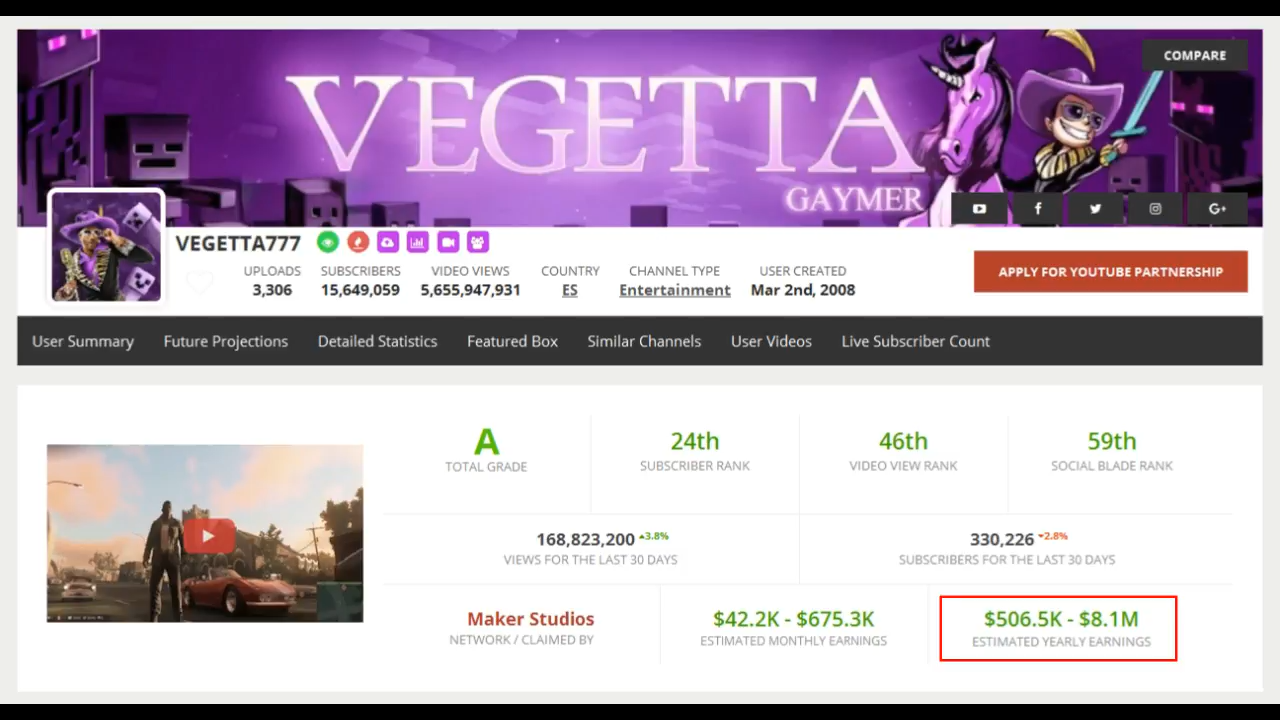 COMPARE
VEGETTA
GAYMER
G+
VEGETTA777
UPLOADS SUBSCRIBERS VIDEO VIEWS COUNTRY CHANNEL TYPE USER CREATED
3,306 15,649,059 5,655,947,931 ES Entertainment Mar 2nd, 2008
APPLY FOR YOUTUBE PARTNERSHIP
User Summary Future Projections Detailed Statistics Featured Box Similar Channels User Videos Live Subscriber Count
A 24th 46th 59th
TOTAL GRADE SUBSCRIBER RANK VIDEO VIEW RANK SOCIAL BLADE RANK
168,823,200 3.8% 330,226 2.8%
VIEWS FOR THE LAST 30 DAYS SUBSCRIBERS FOR THE LAST 30 DAYS
Maker Studios $42.2K - $675.3K $506.5K - $8.1M
NETWORK / CLAIMED BY ESTIMATED MONTHLY EARNINGS ESTIMATED YEARLY EARNINGS